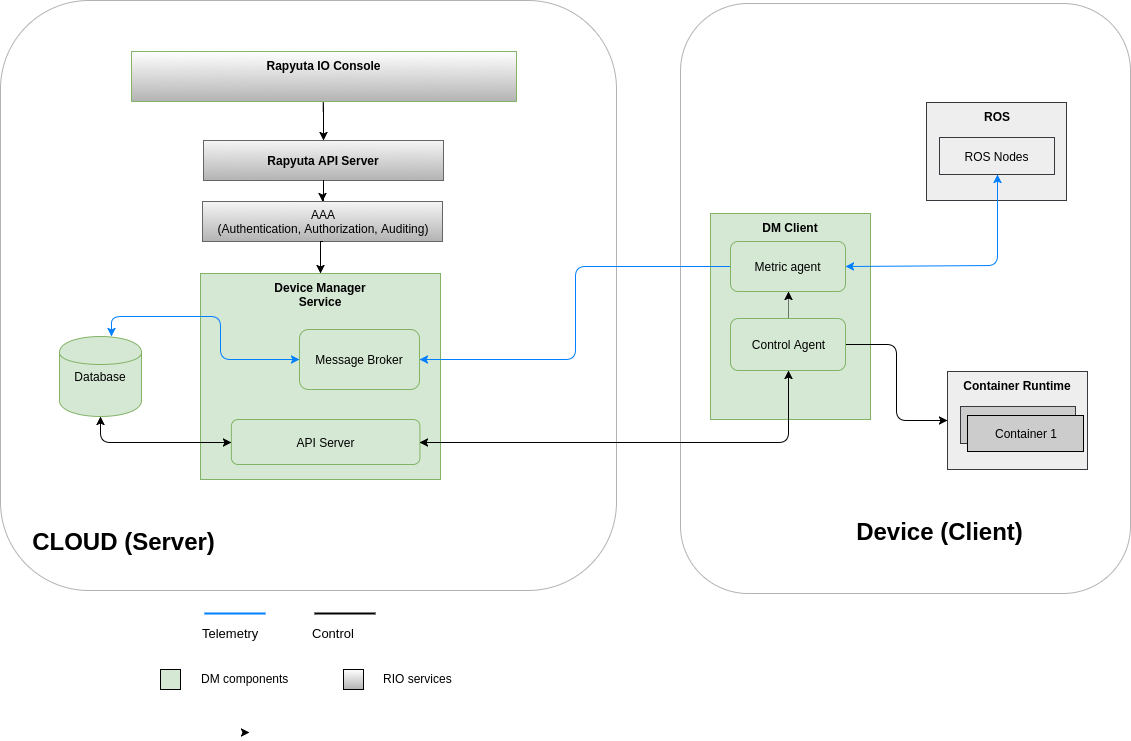 Rapyuta IO Console
Rapyuta API Server
AAA
(Authentication, Authorization, Auditing)
Device Manager
Service
Message Broker
Database
API Server
CLOUD (Server)
ROS
ROS Nodes
DM Client
Metric agent
Control Agent
Container Runtime
Container 1
Device (Client)
Telemetry
Control
DM components
RIO services